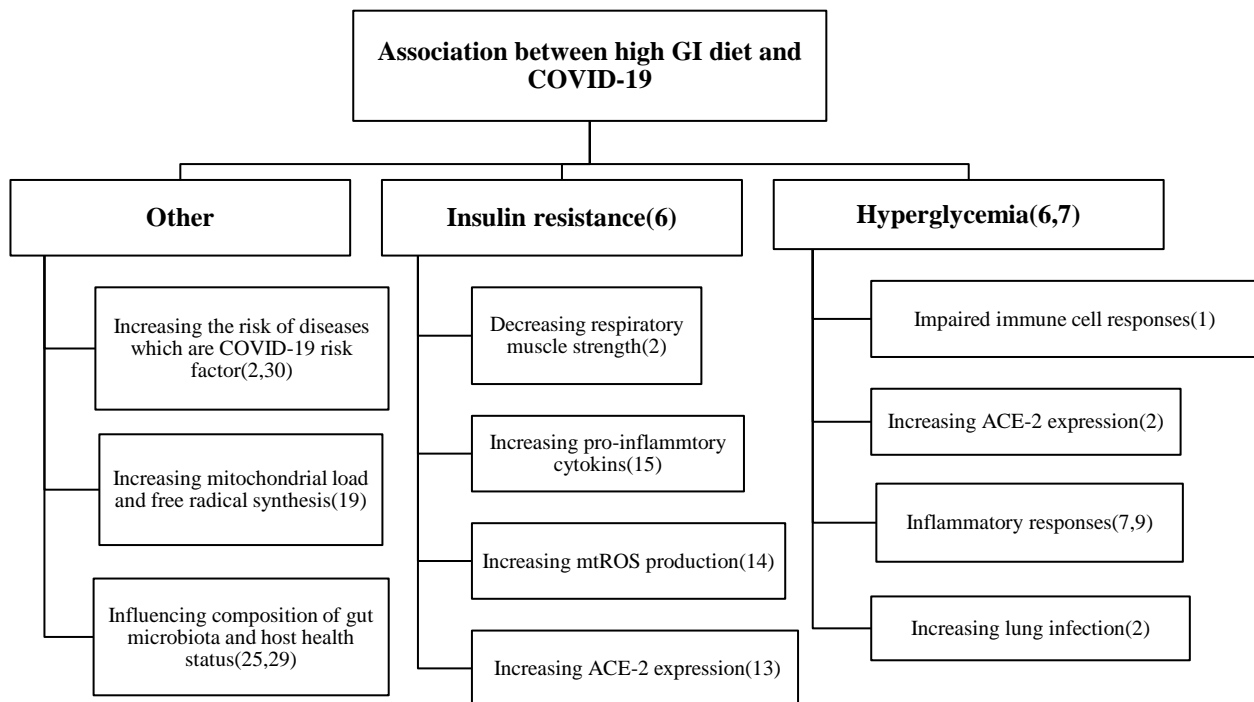 Association between high GI diet and
COVID-19
Other
Increasing the risk of diseases
which are COVID-19 risk
factor(2,30)
Increasing mitochondrial load
and free radical synthesis(19)
Influencing composition of gut
microbiota and host health
status(25,29)
Insulin resistance(6)
Decreasing respiratory
muscle strength(2)
Increasing pro-inflammtory
cytokins(15)
Increasing mtROS production(14)
Increasing ACE-2 expression(13)
Hyperglycemia(6,7)
Impaired immune cell responses(1)
Increasing ACE-2 expression(2)
Inflammatory responses(7,9)
Increasing lung infection(2)